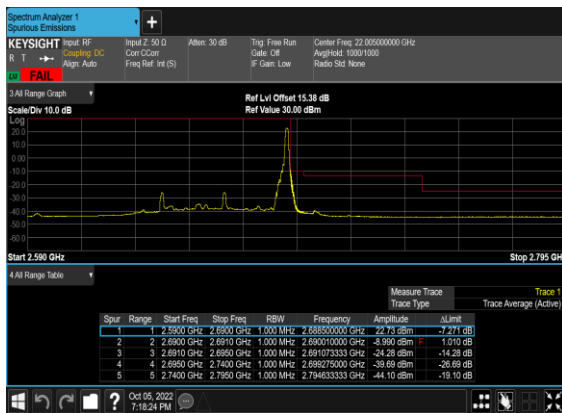 Spectrum Analyzer 1
Spurious Emissions
KEYSIGHT Input: RF Input Z: 50 Ω Atten: 30 dB Trig: Free Run Center Freq: 22.005000000 GHz
R T Coupling: DC Corr CCorr Gate: Off Avg|Hold: 1000/1000
Align: Auto Freq Ref: Int (S) IF Gain: Low Radio Std: None
FAIL
3 All Range Graph
Ref Lvl Offset 15.38 dB
Scale/Div 10.0 dB Ref Value 30.00 dBm
Log
20.0
10.0
0.00
-10.0
-20.0
-30.0
-40.0
-50.0
-60.0
Start 2.590 GHz Stop 2.795 GH
4 All Range Table
Measure Trace Trace 1
Trace Type Trace Average (Active)
Spur Range Start Freq Stop Freq RBW Frequency Amplitude ΔLimit
1 1 2.5900 GHz 2.6900 GHz 1.000 MHz 2.688500000 GHz 22.73 dBm -7.271 dB
2 2 2.6900 GHz 2.6910 GHz 1.000 MHz 2.690010000 GHz -8.990 dBm F 1.010 dB
3 3 2.6910 GHz 2.6950 GHz 1.000 MHz 2.691073333 GHz -24.28 dBm -14.28 dB
4 4 2.6950 GHz 2.7400 GHz 1.000 MHz 2.699275000 GHz -39.69 dBm -26.69 dB
5 5 2.7400 GHz 2.7950 GHz 1.000 MHz 2.794633333 GHz -44.10 dBm -19.10 dB
Oct 05, 2022
7:18:24 PM